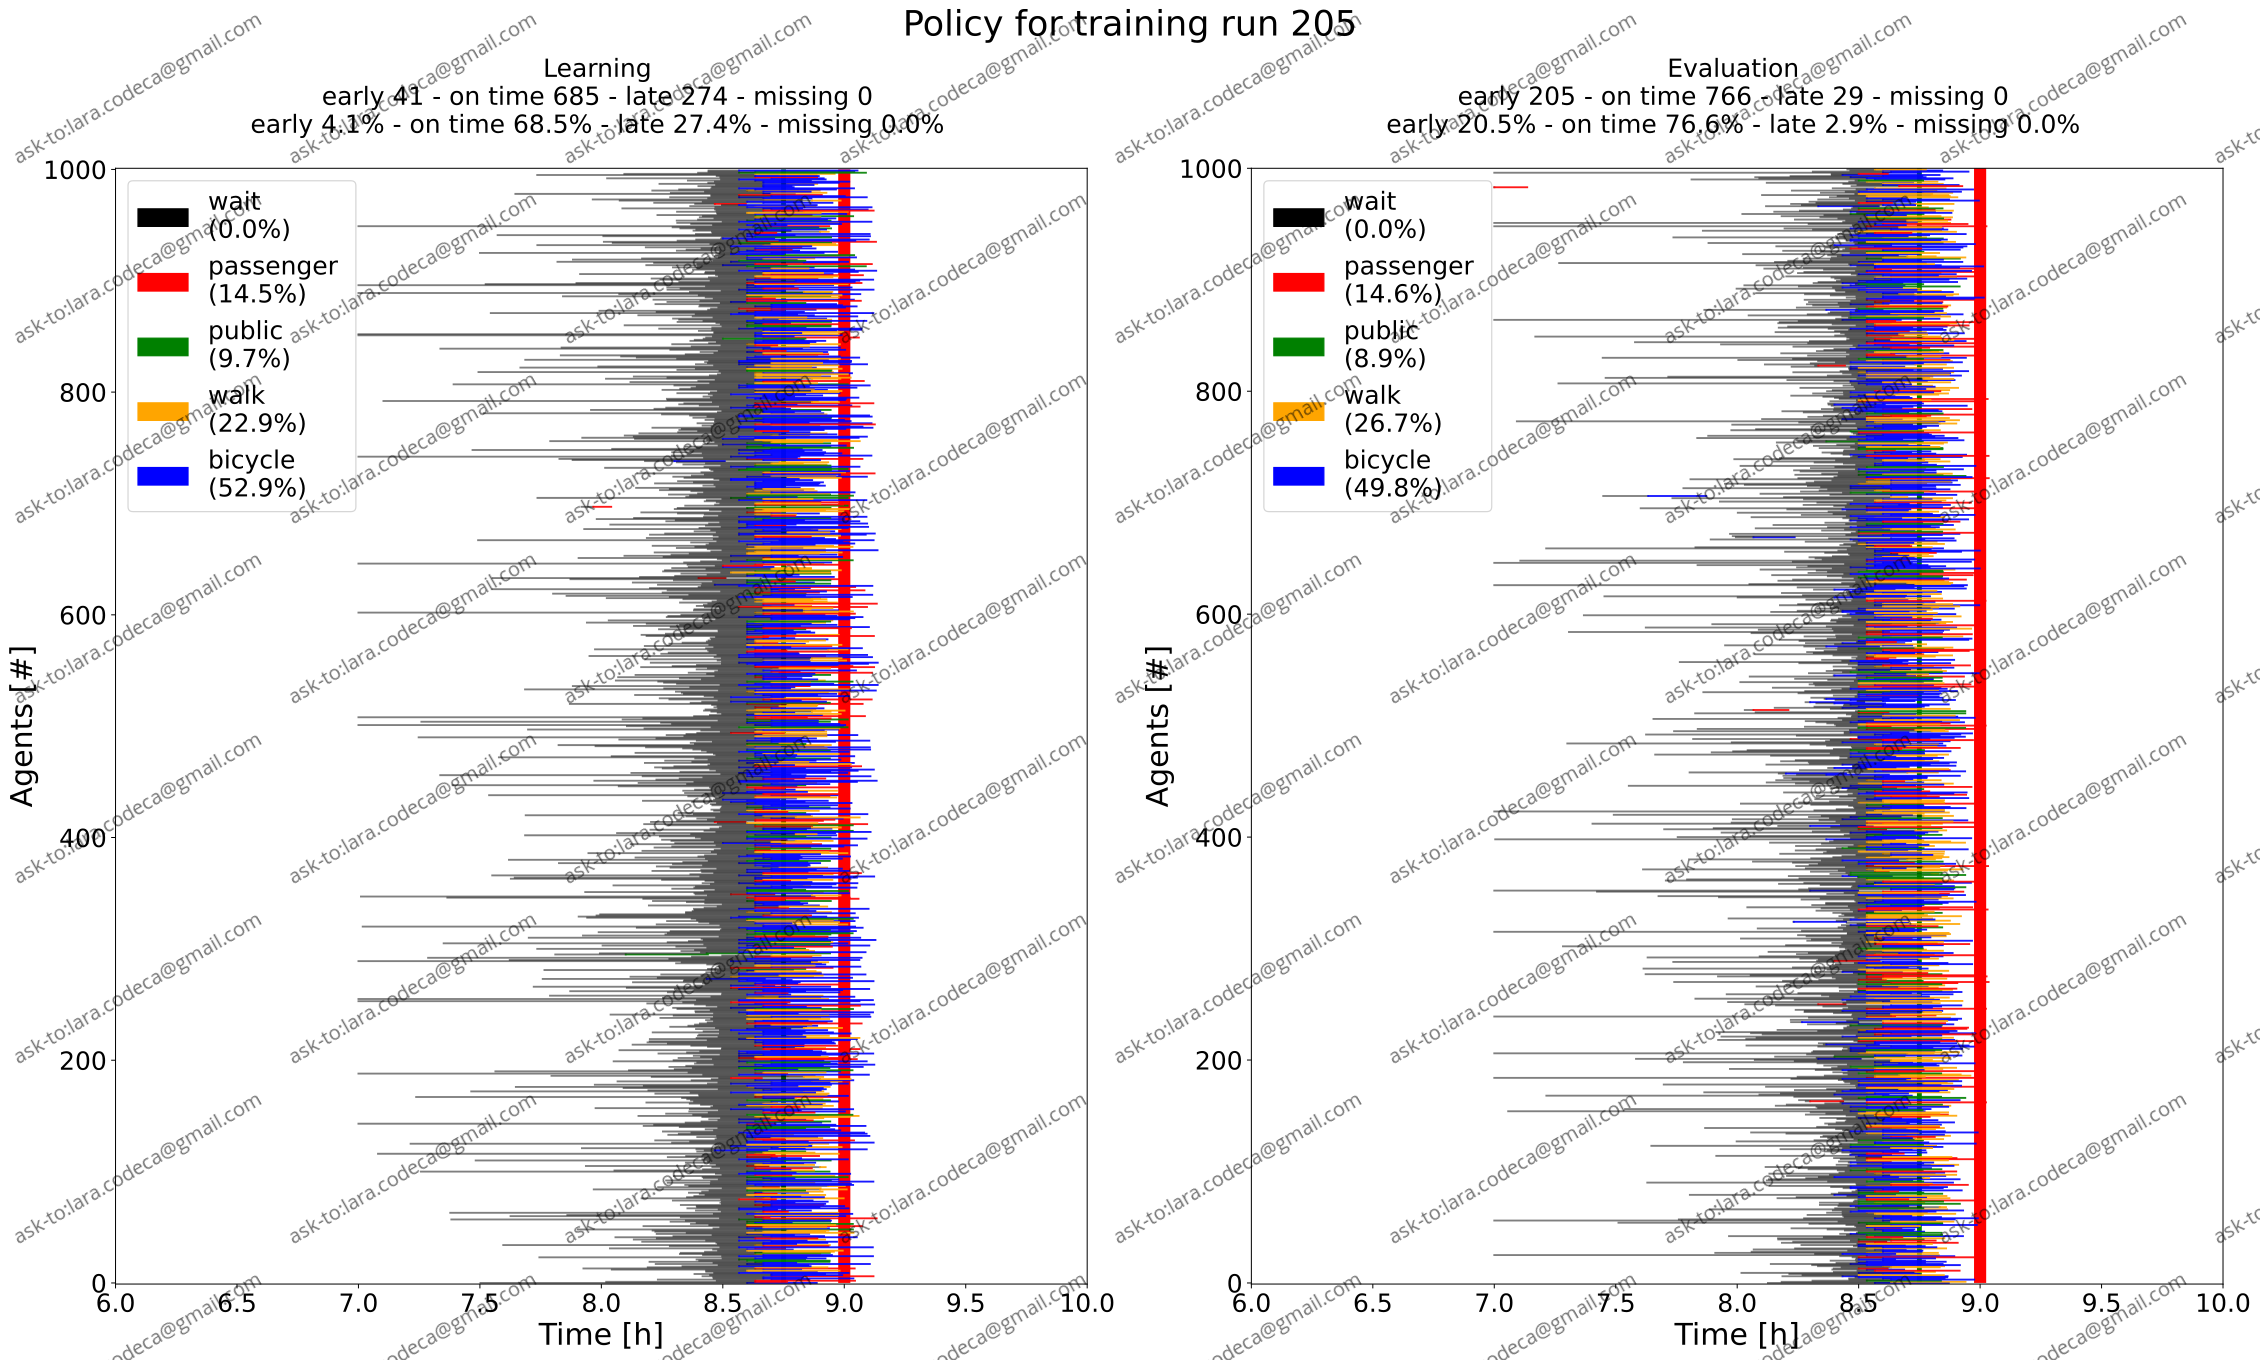 Policy for training run 205
Learning
early 41 - on time 685 - late 274 - missing 0
early 4.1% - on time 68.5% - late 27.4% - missing 0.0%
1000
800
600
400
200
0
Agents [#]
wait
(0.0%)
passenger
(14.5%)
public
(9.7%)
walk
(22.9%)
bicycle
(52.9%)
6.0 6.5 7.0 7.5 8.0 8.5 9.0 9.5 10.0
Time [h]
Evaluation
early 205 - on time 766 - late 29 - missing 0
early 20.5% - on time 76.6% - late 2.9% - missing 0.0%
1000
800
600
400
200
0
Agents [#]
wait
(0.0%)
passenger
(14.6%)
public
(8.9%)
walk
(26.7%)
bicycle
(49.8%)
6.0 6.5 7.0 7.5 8.0 8.5 9.0 9.5 10.0
Time [h]
ask-to:lara.codeca@gmail.com